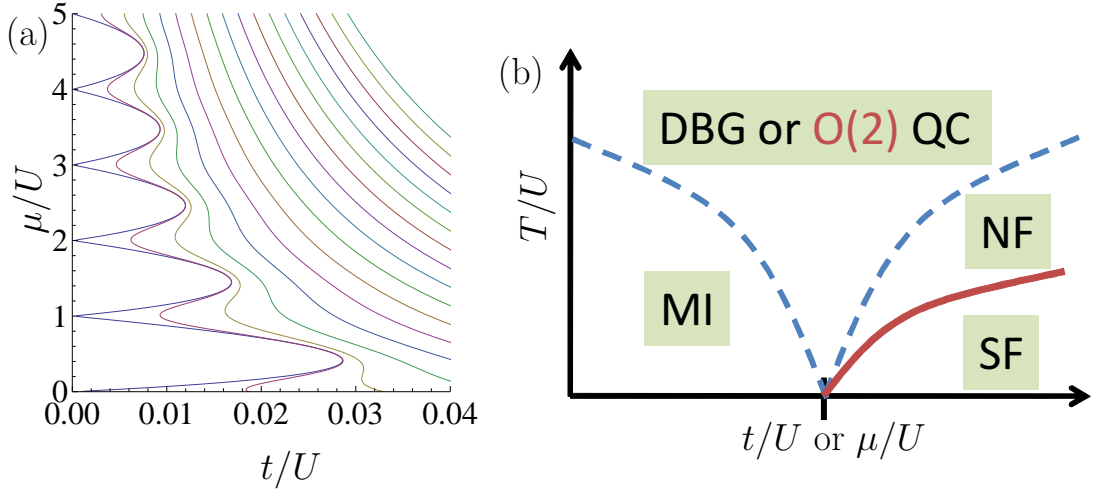 (a)
5
4
3
2
1
0
μ/U
0.00 0.01 0.02 0.03 0.04
t/U
(b)
T/U
DBG or O(2) QC
NF
MI
SF
t/U or μ/U